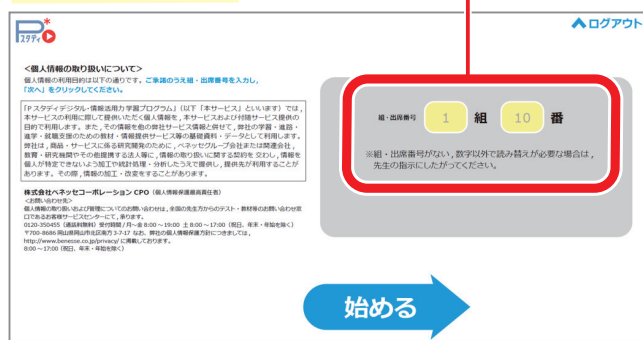 Pスタディ
ログアウト
<個人情報の取り扱いについて>
個人情報の利用目的は以下の通りです。ご承諾のうえ組・出席番号を入力し,
「次へ」をクリックしてください。
「P スタディデジタル・情報活用力学習プログラム」(以下「本サービス」といいます) では,
本サービスの利用に際して提供いただく個人情報を, 本サービスおよび付随サービス提供の
目的で利用します。また, その情報を他の弊社サービス情報と併せて, 弊社の学習・進路・
進学・就職支援のための教材・情報提供サービス等の基礎資料・データとして利用します。
弊社は, 商品・サービスに係る研究開発のために, ベネッセグループ会社または関連会社,
教育・研究機関やその他提携する法人等に, 情報の取り扱いに関する契約を 交わし, 情報を
個人が特定できないよう加工や統計処理・分析したうえで提供し, 提供先が利用することが
あります。その際, 情報の加工・改変をすることがあります。
株式会社ベネッセコーポレーション CPO (個人情報保護最高責任者)
<お問い合わせ先>
個人情報の取り扱いおよび管理についてのお問い合わせは, 全国の先生方からのテスト・教材等のお問い合わせ窓
口であるお客様サービスセンターにて, 承ります。
0120-350455 (通話料無料) 受付時間/月~金 8:00 ~ 19:00 土 8:00 ~ 17:00 (祝日、年末・年始を除く)
〒700-8686 岡山県岡山市北区南方 3-7-17 なお、弊社の個人情報保護方針につきましては,
http://www.benesse.co.jp/privacy/ に掲載しております。
8:00 ~ 17:00 (祝日、年末・年始を除く)
組・出席番号 1 組 10 番
※組・出席番号がない, 数字以外で読み替えが必要な場合は,
先生の指示にしたがってください。
始める